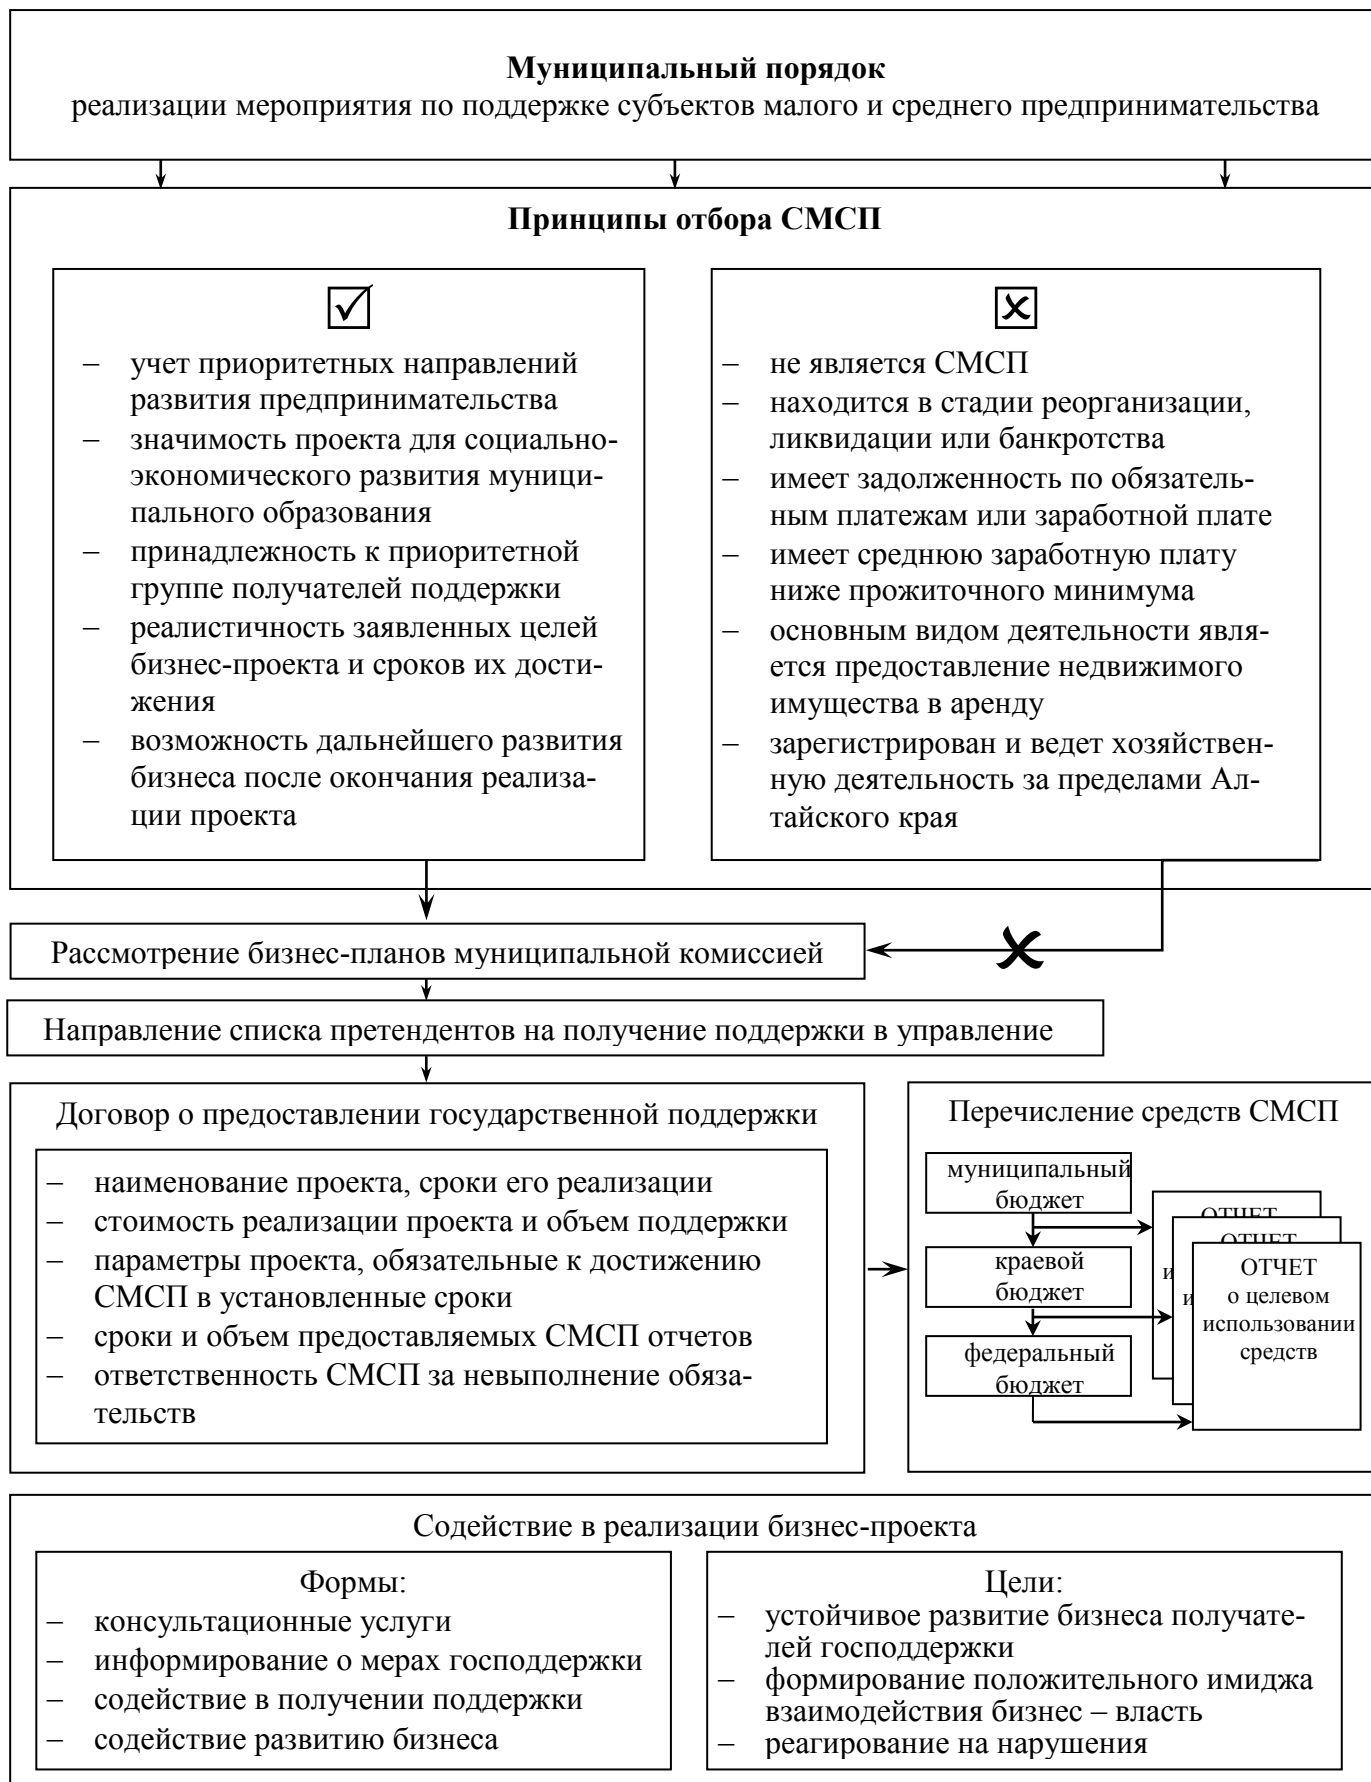 Муниципальный порядок
реализации мероприятия по поддержке субъектов малого и среднего предпринимательства
Принципы отбора СМСП
– учет приоритетных направлений
развития предпринимательства
– значимость проекта для социально-
экономического развития муници-
пального образования
– принадлежность к приоритетной
группе получателей поддержки
– реалистичность заявленных целей
бизнес-проекта и сроков их дости-
жения
– возможность дальнейшего развития
бизнеса после окончания реализа-
ции проекта
– не является СМСП
– находится в стадии реорганизации,
ликвидации или банкротства
– имеет задолженность по обязатель-
ным платежам или заработной плате
– имеет среднюю заработную плату
ниже прожиточного минимума
– основным видом деятельности явля-
ется предоставление недвижимого
имущества в аренду
– зарегистрирован и ведет хозяйствен-
ную деятельность за пределами Ал-
тайского края
Рассмотрение бизнес-планов муниципальной комиссией
Направление списка претендентов на получение поддержки в управление
Договор о предоставлении государственной поддержки
– наименование проекта, сроки его реализации
– стоимость реализации проекта и объем поддержки
– параметры проекта, обязательные к достижению
СМСП в установленные сроки
– сроки и объем предоставляемых СМСП отчетов
– ответственность СМСП за невыполнение обяза-
тельств
Перечисление средств СМСП
муниципальный
бюджет
краевой
бюджет
федеральный
бюджет
ОТЧЕТ
и
ОТЧЕТ
и
ОТЧЕТ
о целевом
использовании
средств
Содействие в реализации бизнес-проекта
Формы:
– консультационные услуги
– информирование о мерах господдержки
– содействие в получении поддержки
– содействие развитию бизнеса
Цели:
– устойчивое развитие бизнеса получате-
лей господдержки
– формирование положительного имиджа
взаимодействия бизнес – власть
– реагирование на нарушения